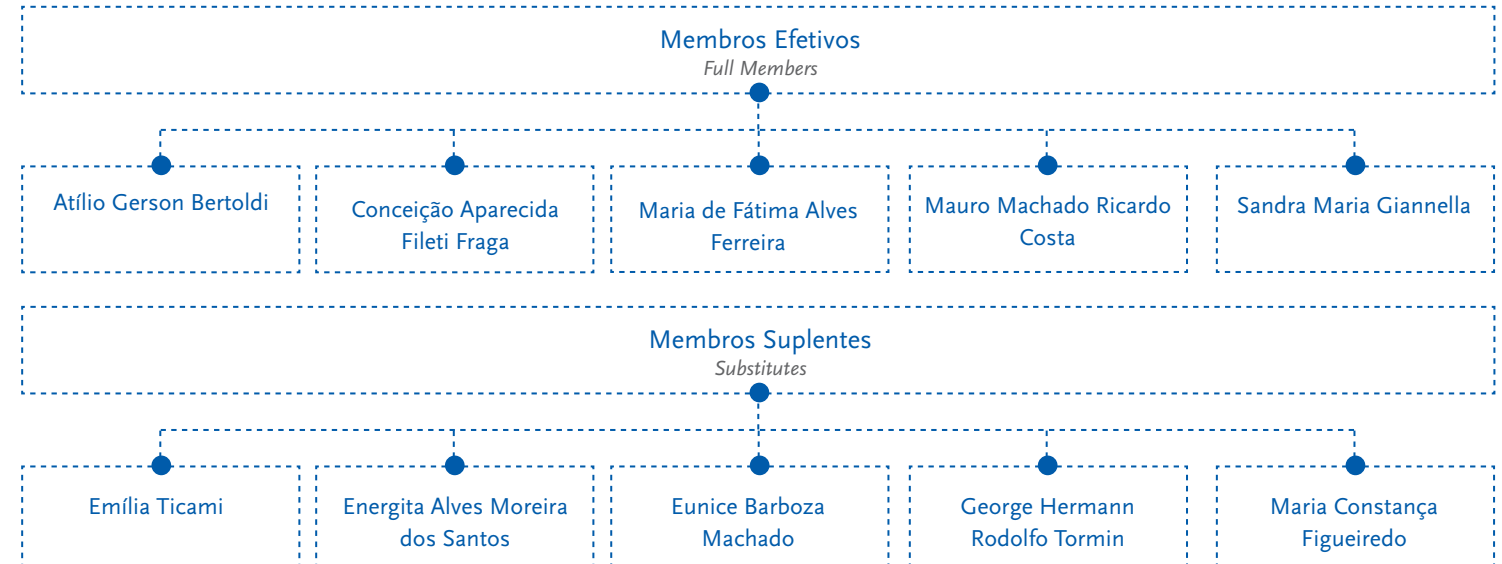 Membros Efetivos
Full Members
Atílio Gerson Bertoldi
Conceição Aparecida
Fileti Fraga
Maria de Fátima Alves
Ferreira
Mauro Machado Ricardo
Costa
Sandra Maria Giannella
Membros Suplentes
Substitutes
Emília Ticami
Energita Alves Moreira
dos Santos
Eunice Barboza
Machado
George Hermann
Rodolfo Tormin
Maria Constança
Figueiredo